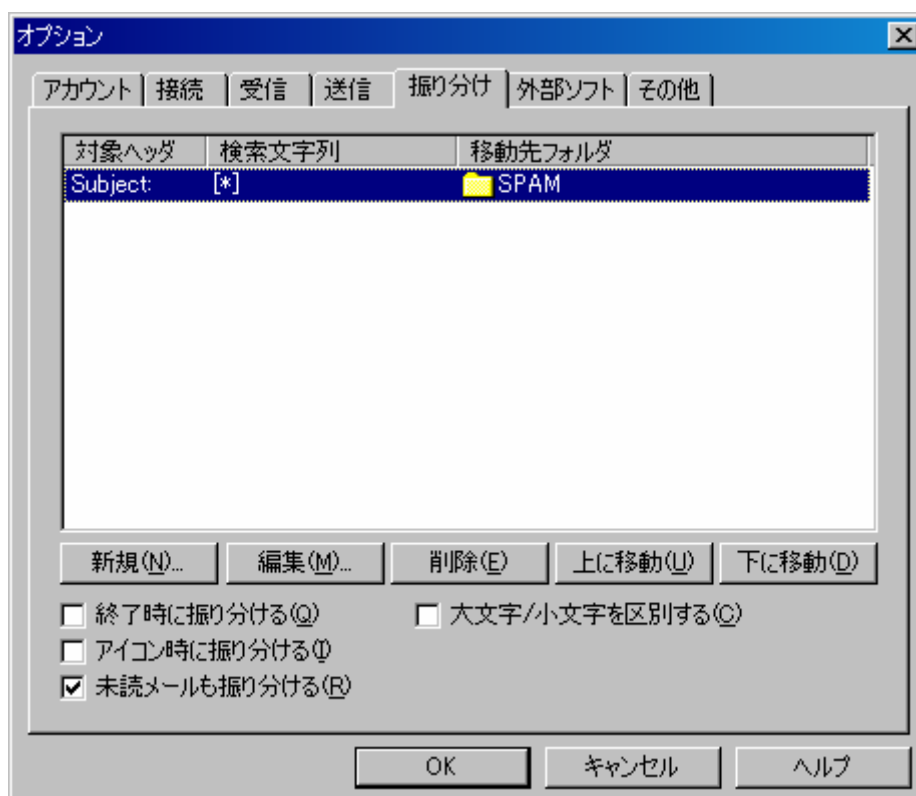 オプション
アカウント 接続 受信 送信 振り分け 外部ソフト その他
対象ヘッダ 検索文字列 移動先フォルダ
Subject: [*] SPAM
新規(N)... 編集(M)... 削除(E) 上に移動(U) 下に移動(D)
終了時に振り分ける(Q) 大文字/小文字を区別する(C)
アイコン時に振り分ける(I)
未読メールも振り分ける(R)
OK キャンセル ヘルプ